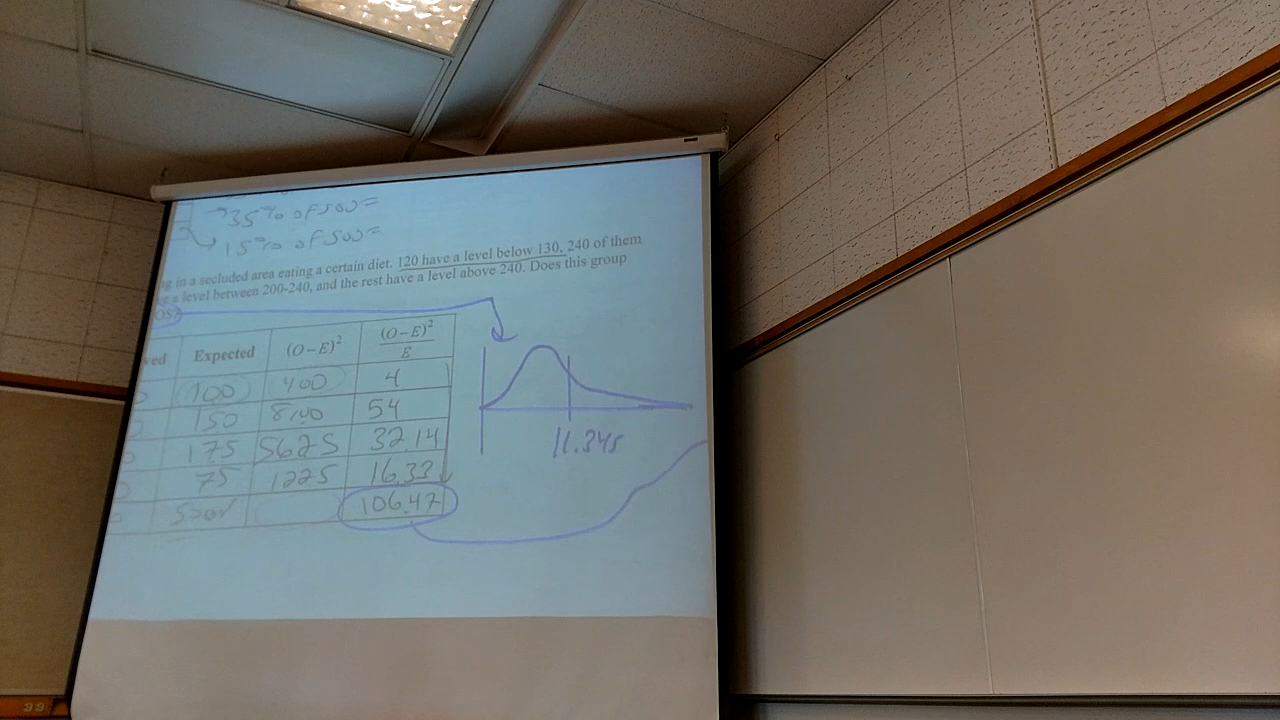 35% of 500=
15% of 500=
in a secluded area eating a certain diet. 120 have a level below 130, 240 of them
a level between 200-240, and the rest have a level above 240. Does this group
Expected (O-E)² (O-E)²/E
100 400 4
150 8100 54
175 5625 32.14
75 1225 16.33
500 106.47
11.345
99